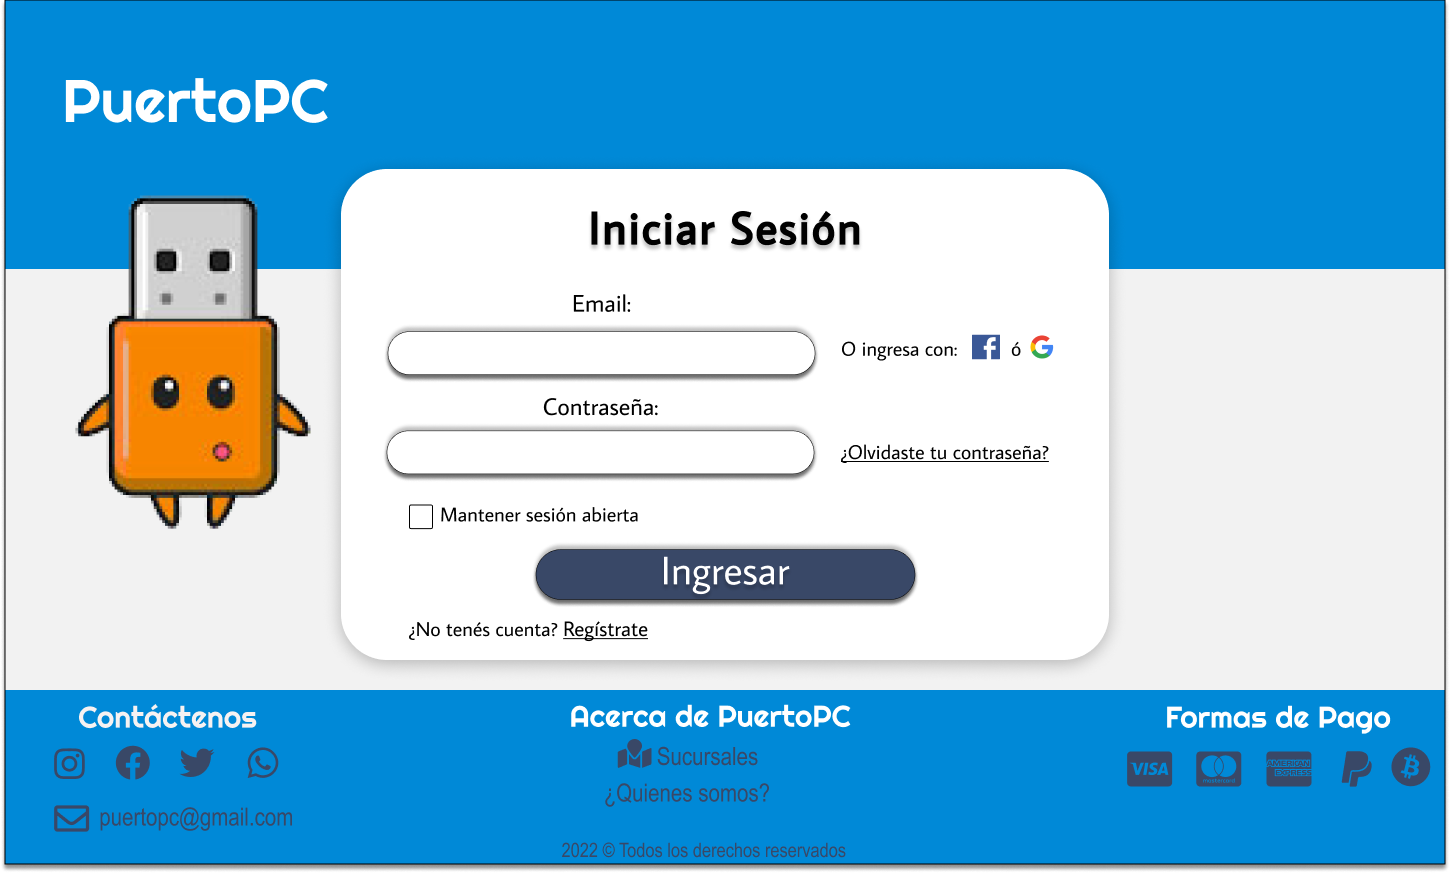 PuertoPC
Iniciar Sesión
Email:
O ingresa con: ó
Contraseña:
¿Olvidaste tu contraseña?
Mantener sesión abierta
Ingresar
¿No tenés cuenta? Regístrate
Contáctenos
puertopc@gmail.com
Acerca de PuertoPC
Sucursales
¿Quienes somos?
Formas de Pago
VISA
mastercard
AMERICAN
EXPRESS
2022 © Todos los derechos reservados